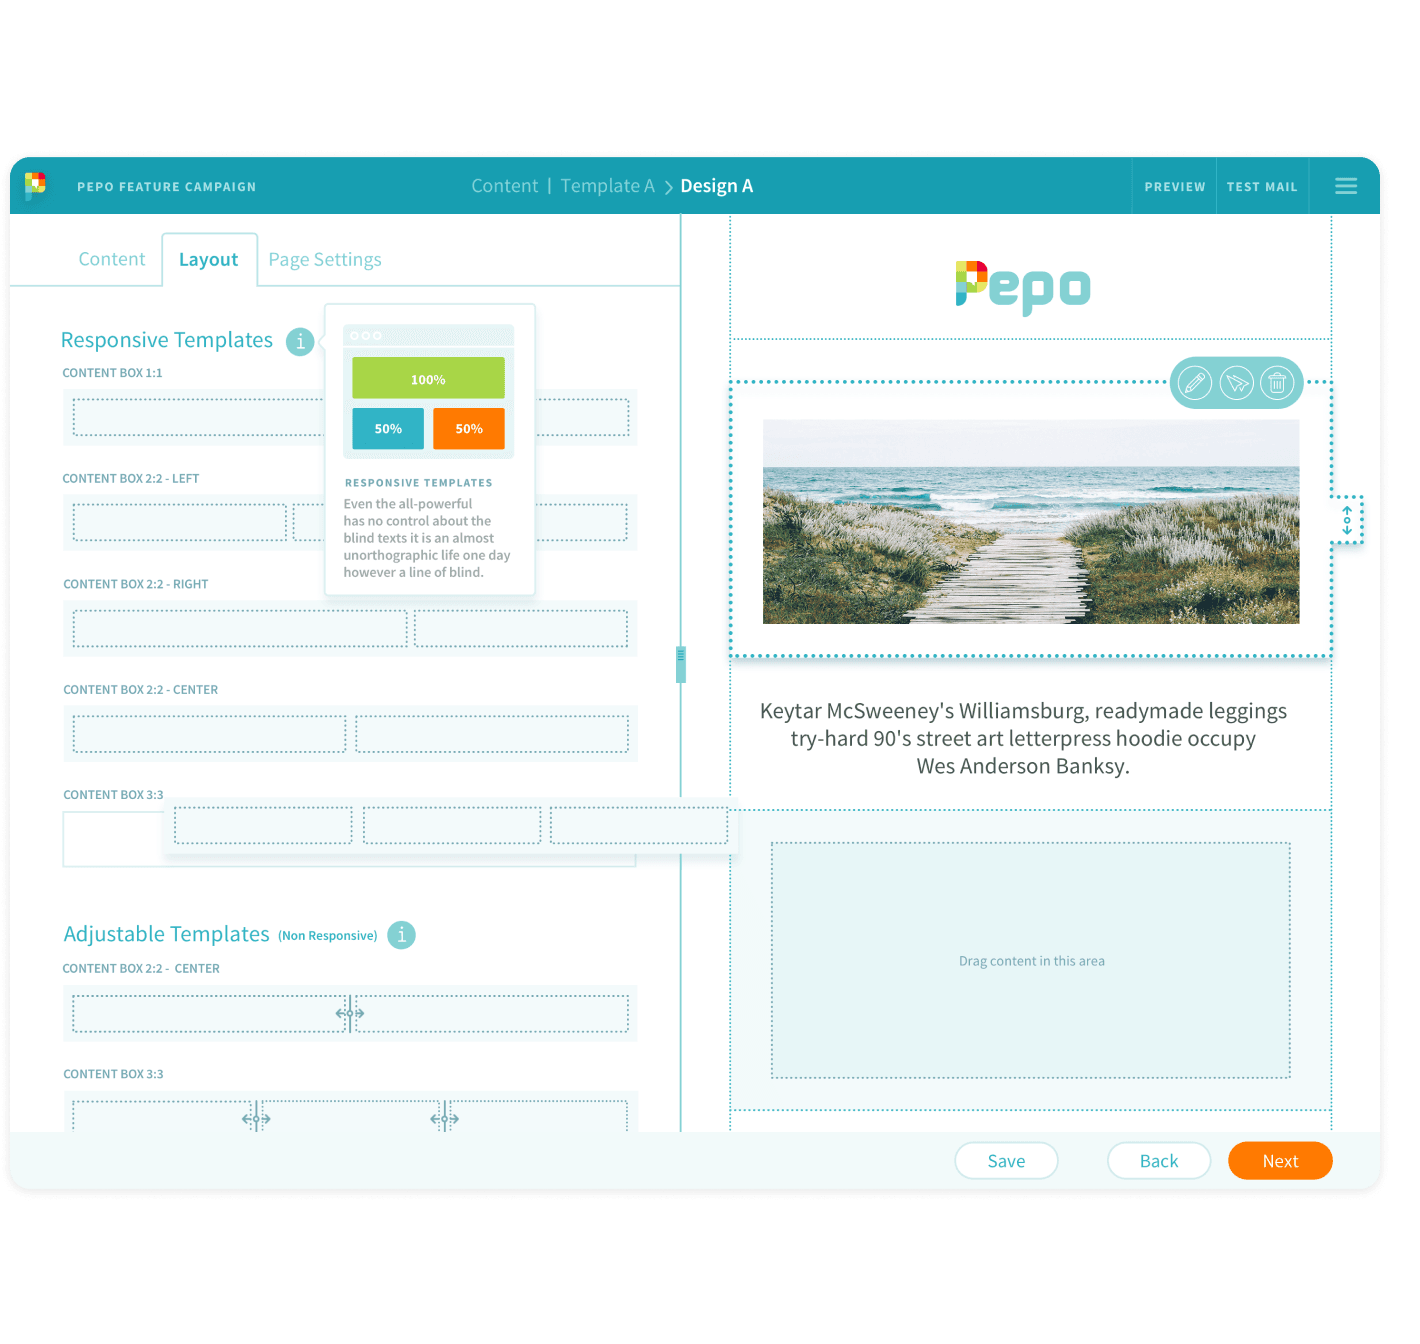 PEPO FEATURE CAMPAIGN
Content | Template A > Design A
PREVIEW
TEST MAIL
Content
Layout
Page Settings
Responsive Templates
i
CONTENT BOX 1:1
CONTENT BOX 2:2 - LEFT
CONTENT BOX 2:2 - RIGHT
CONTENT BOX 2:2 - CENTER
CONTENT BOX 3:3
100%
50%
50%
RESPONSIVE TEMPLATES
Even the all-powerful
has no control about the
blind texts it is an almost
unorthographic life one day
however a line of blind.
Adjustable Templates (Non Responsive)
i
CONTENT BOX 2:2 - CENTER
CONTENT BOX 3:3
Pepo
Keytar McSweeney's Williamsburg, readymade leggings
try-hard 90's street art letterpress hoodie occupy
Wes Anderson Banksy.
Drag content in this area
Save
Back
Next